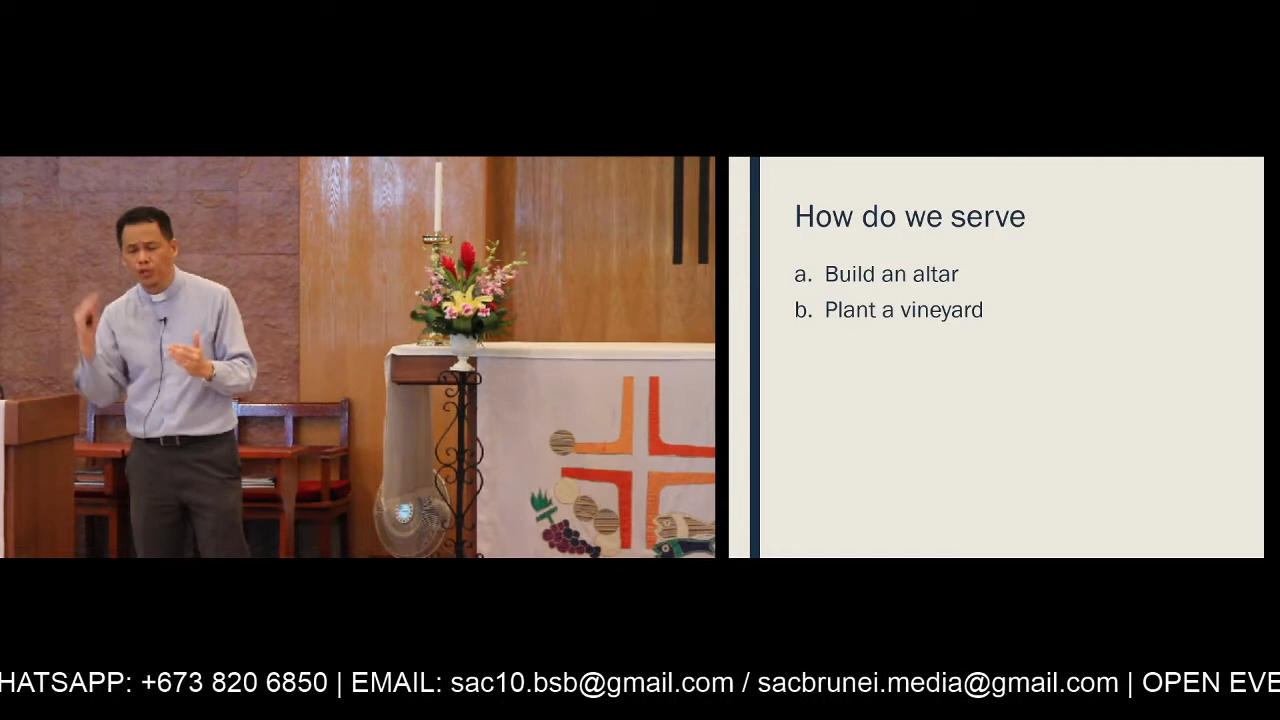 How do we serve
a. Build an altar
b. Plant a vineyard
HATSAPP: +673 820 6850 | EMAIL: sac10.bsb@gmail.com / sacbrunei.media@gmail.com | OPEN EVE